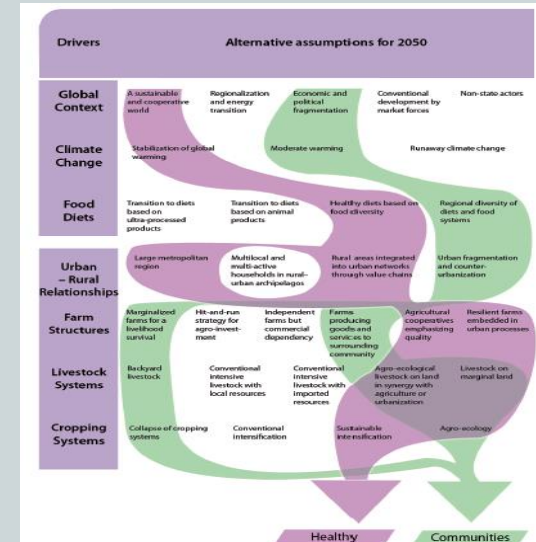 Drivers
Alternative assumptions for 2050
Global
Context
A sustainable
and cooperative
world
Regionalization
and energy
transition
Economic and
political
fragmentation
Conventional
development by
market forces
Non-state actors
Climate
Change
Stabilization of global
warming
Moderate warming
Runaway climate change
Food
Diets
Transition to diets
based on
ultra-processed
products
Transition to diets
based on animal
products
Healthy diets based on
food diversity
Regional diversity of
diets and food
systems
Urban
– Rural
Relationships
Large metropolitan
region
Multilocal and
multi-active
households in rural–
urban archipelagos
Rural areas integrated
into urban networks
through value chains
Urban fragmentation
and counter-
urbanization
Farm
Structures
Marginalized
farms for a
livelihood
survival
Hit-and-run
strategy for
agro-invest-
ment
Independent
farms but
commercial
dependency
Farms
producing
goods and
services to
surrounding
community
Agricultural
cooperatives
emphasizing
quality
Resilient farms
embedded in
urban processes
Livestock
Systems
Backyard
livestock
Conventional
intensive
livestock with
local resources
Conventional
intensive
livestock with
imported
resources
Agro-ecological
livestock on land
in synergy with
agriculture or
urbanization
Livestock on
marginal land
Cropping
Systems
Collapse of cropping
systems
Conventional
intensification
Sustainable
intensification
Agro-ecology
Healthy
Communities